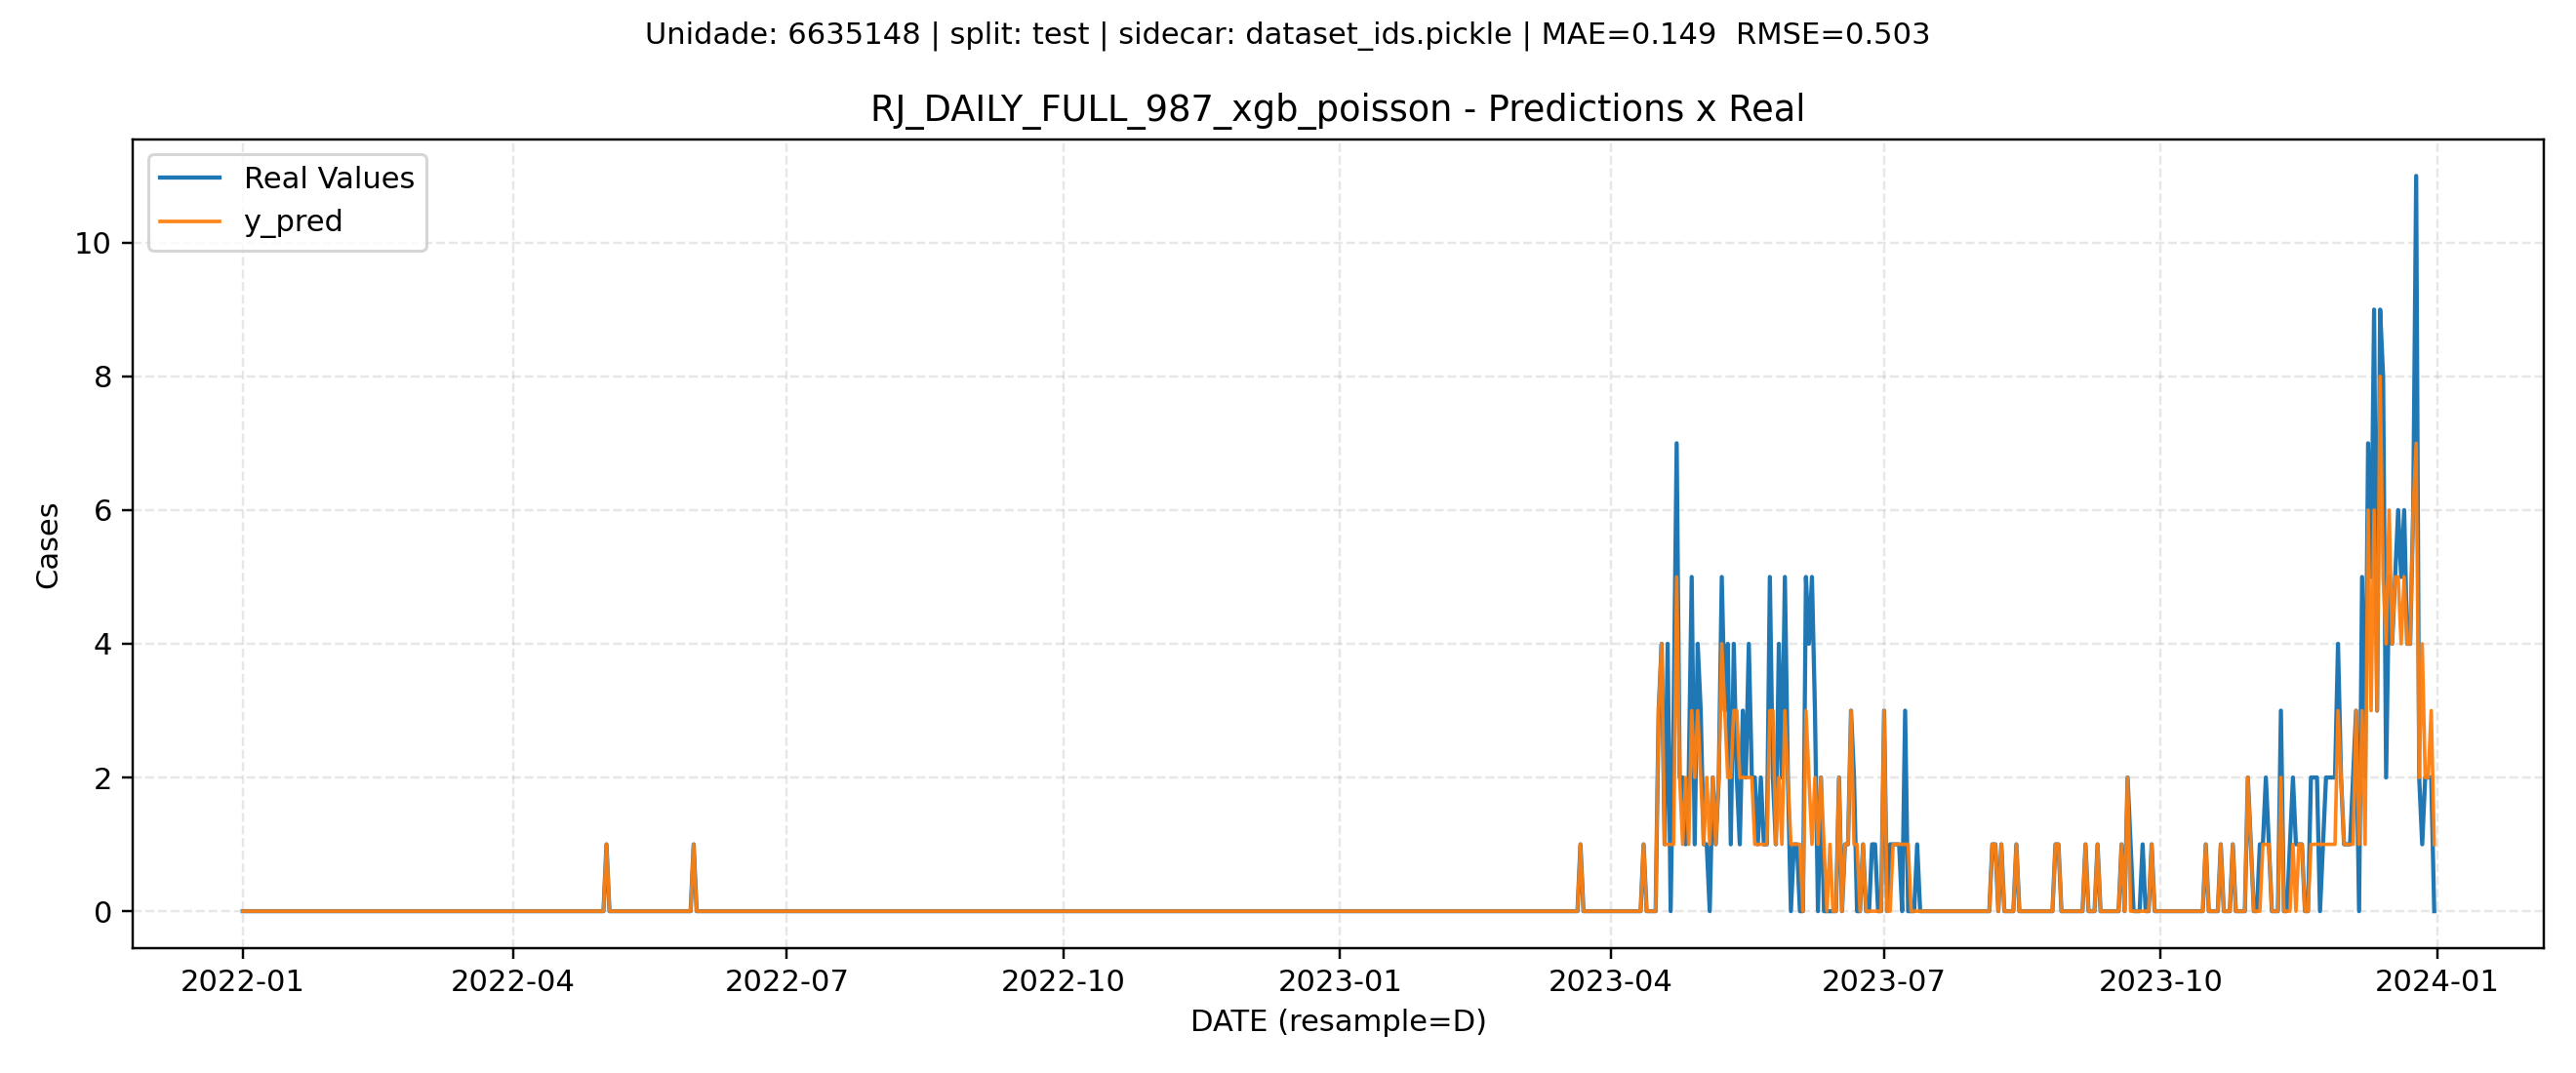 Unidade: 6635148 | split: test | sidecar: dataset_ids.pickle | MAE=0.149  RMSE=0.503
RJ_DAILY_FULL_987_xgb_poisson - Predictions x Real
Real Values
y_pred
10
8
6
4
2
0
Cases
2022-01 2022-04 2022-07 2022-10 2023-01 2023-04 2023-07 2023-10 2024-01
DATE (resample=D)